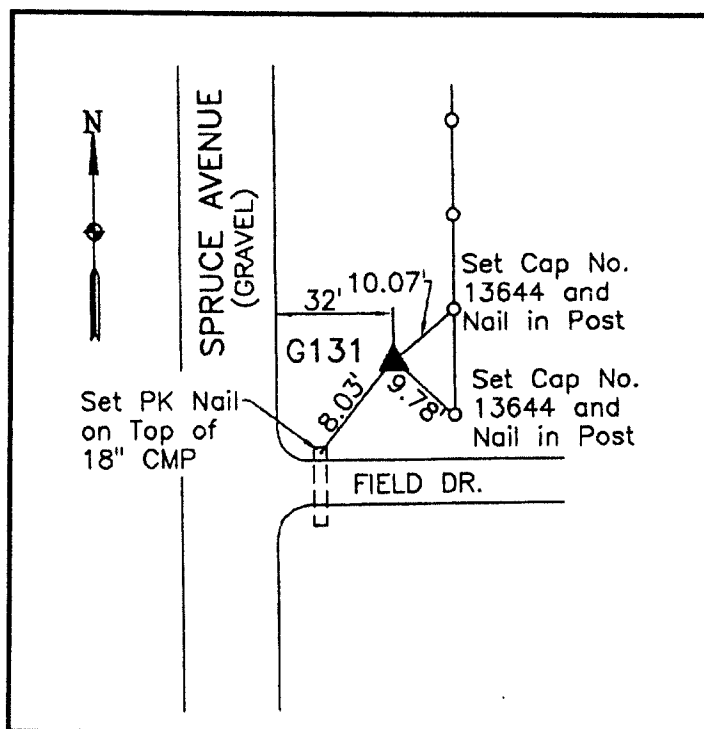 N
SPRUCE AVENUE
(GRAVEL)
32'
10.07'
Set Cap No.
13644 and
Nail in Post
G131
8.03'
9.78'
Set Cap No.
13644 and
Nail in Post
Set PK Nail
on Top of
18" CMP
FIELD DR.